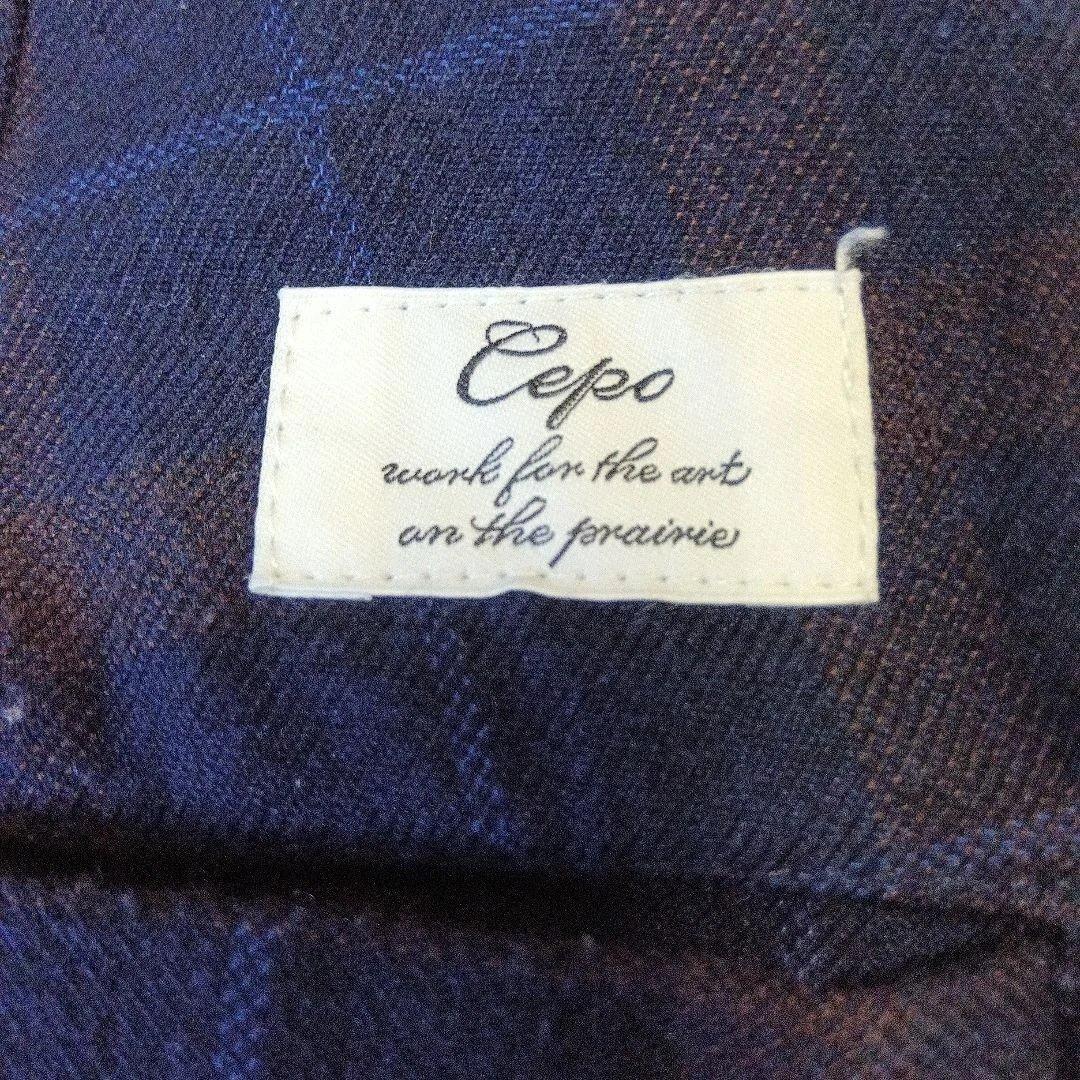 Cepo
work for the art
on the prairie